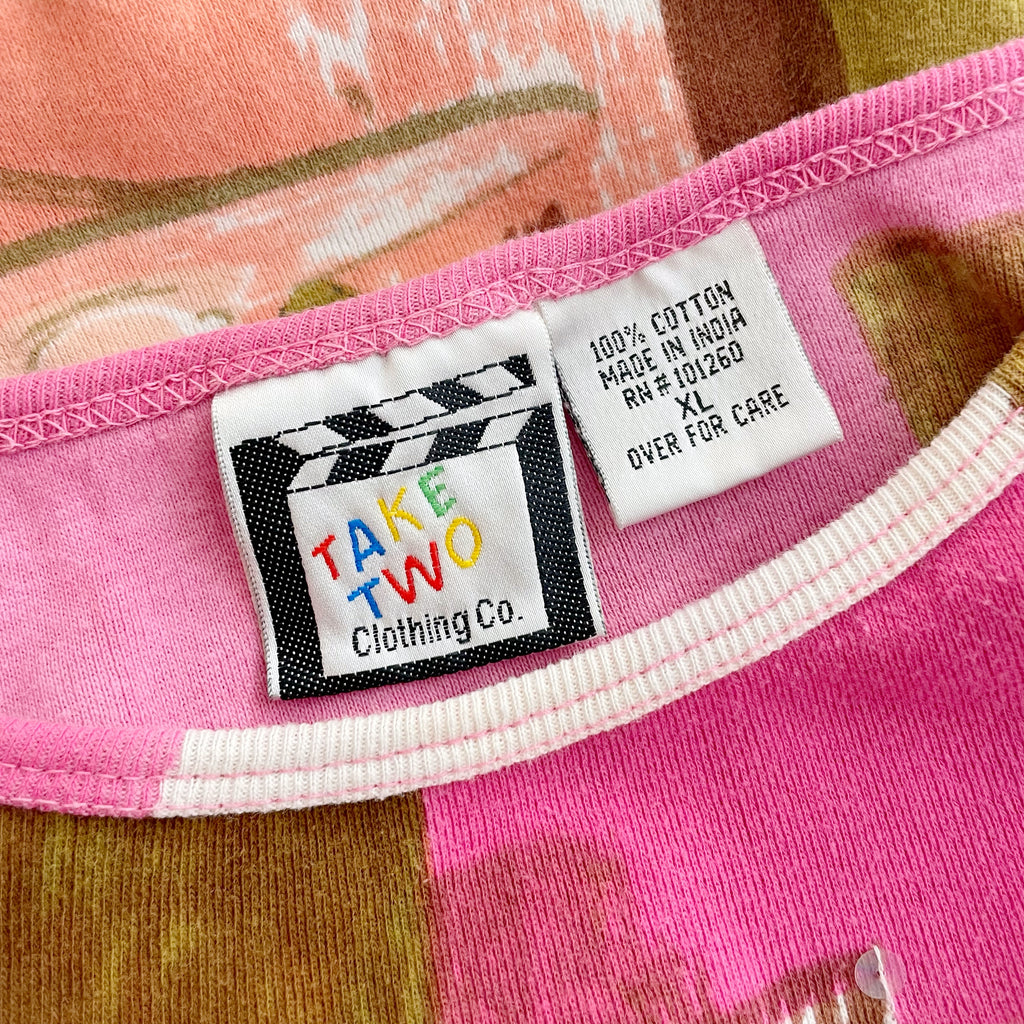 TAKE
TWO
Clothing Co.
100% COTTON
MADE IN INDIA
RN # 101260
XL
OVER FOR CARE